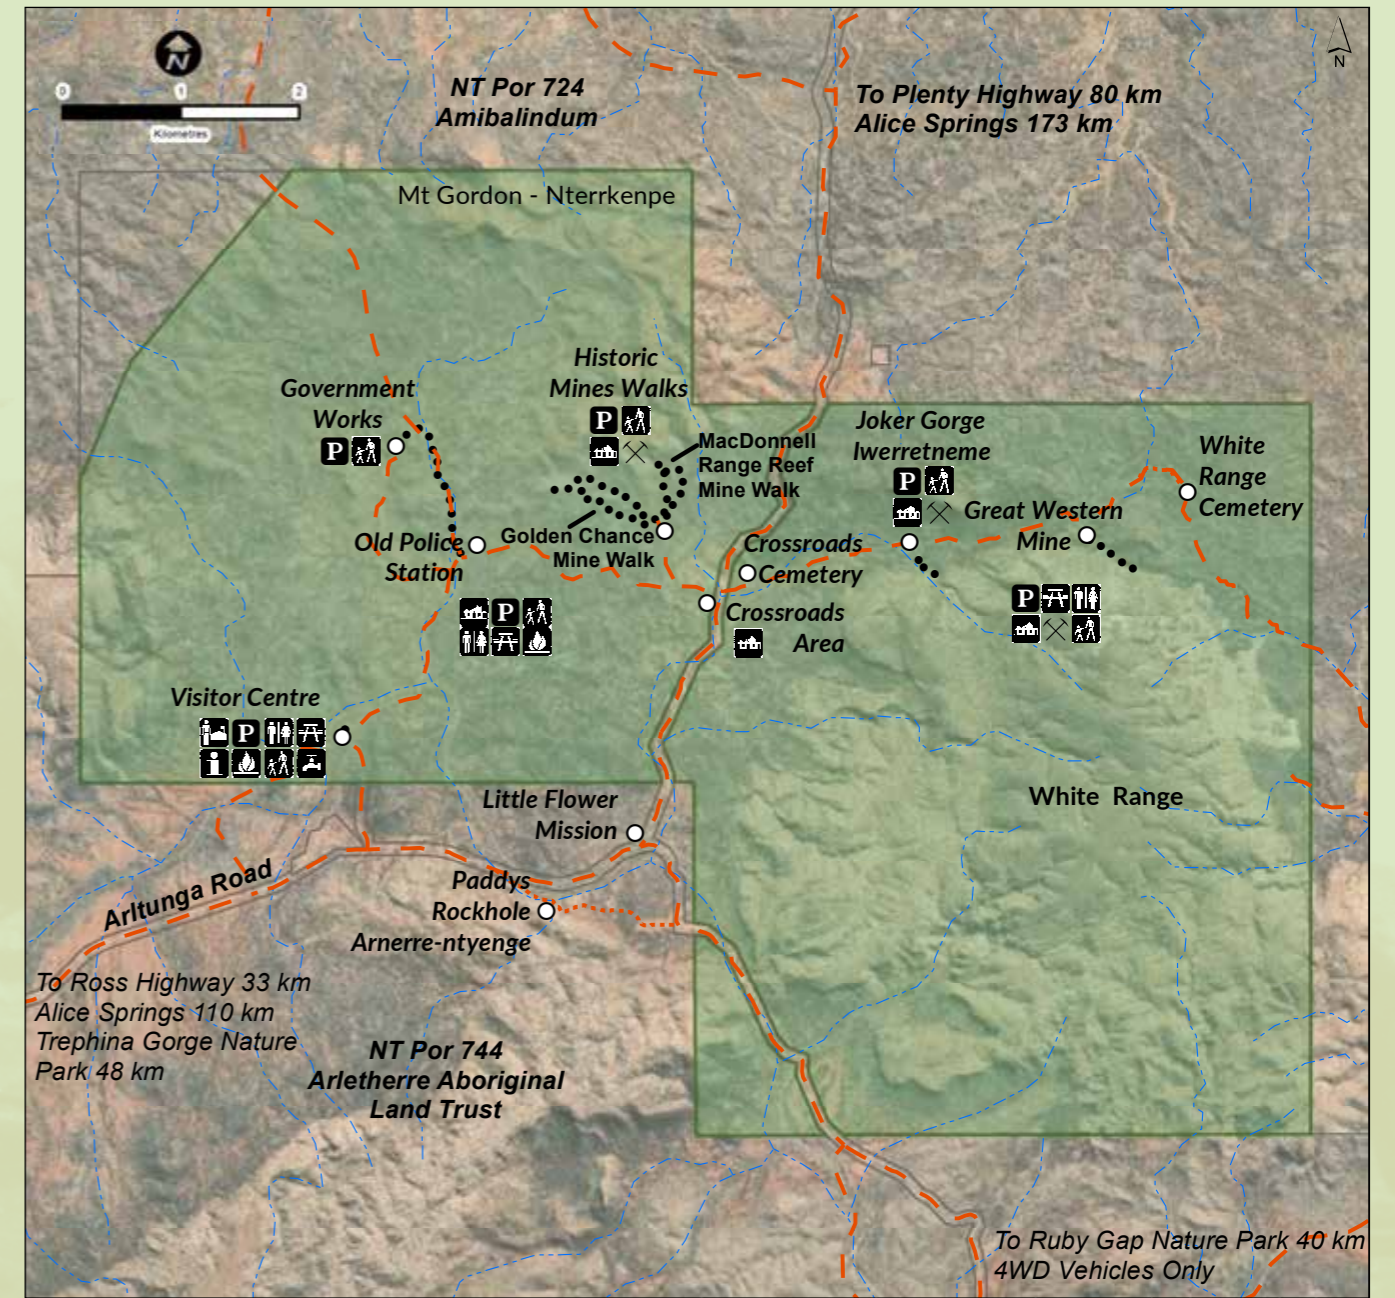 N
0 1 2
Kilometres
N
NT Por 724
Amibalindum
To Plenty Highway 80 km
Alice Springs 173 km
Mt Gordon - Nterrkenpe
Government
Works
P
Historic
Mines Walks
P
MacDonnell
Range Reef
Mine Walk
Golden Chance
Mine Walk
Joker Gorge
Iwerretneme
P
White
Range
Cemetery
Great Western
Mine
P
Old Police
Station
P
Crossroads
Cemetery
Crossroads
Area
Visitor Centre
P
i
White Range
Little Flower
Mission
Paddys
Rockhole
Arnerre-ntyenge
Arltunga Road
To Ross Highway 33 km
Alice Springs 110 km
Trephina Gorge Nature
Park 48 km
NT Por 744
Arletherre Aboriginal
Land Trust
To Ruby Gap Nature Park 40 km
4WD Vehicles Only